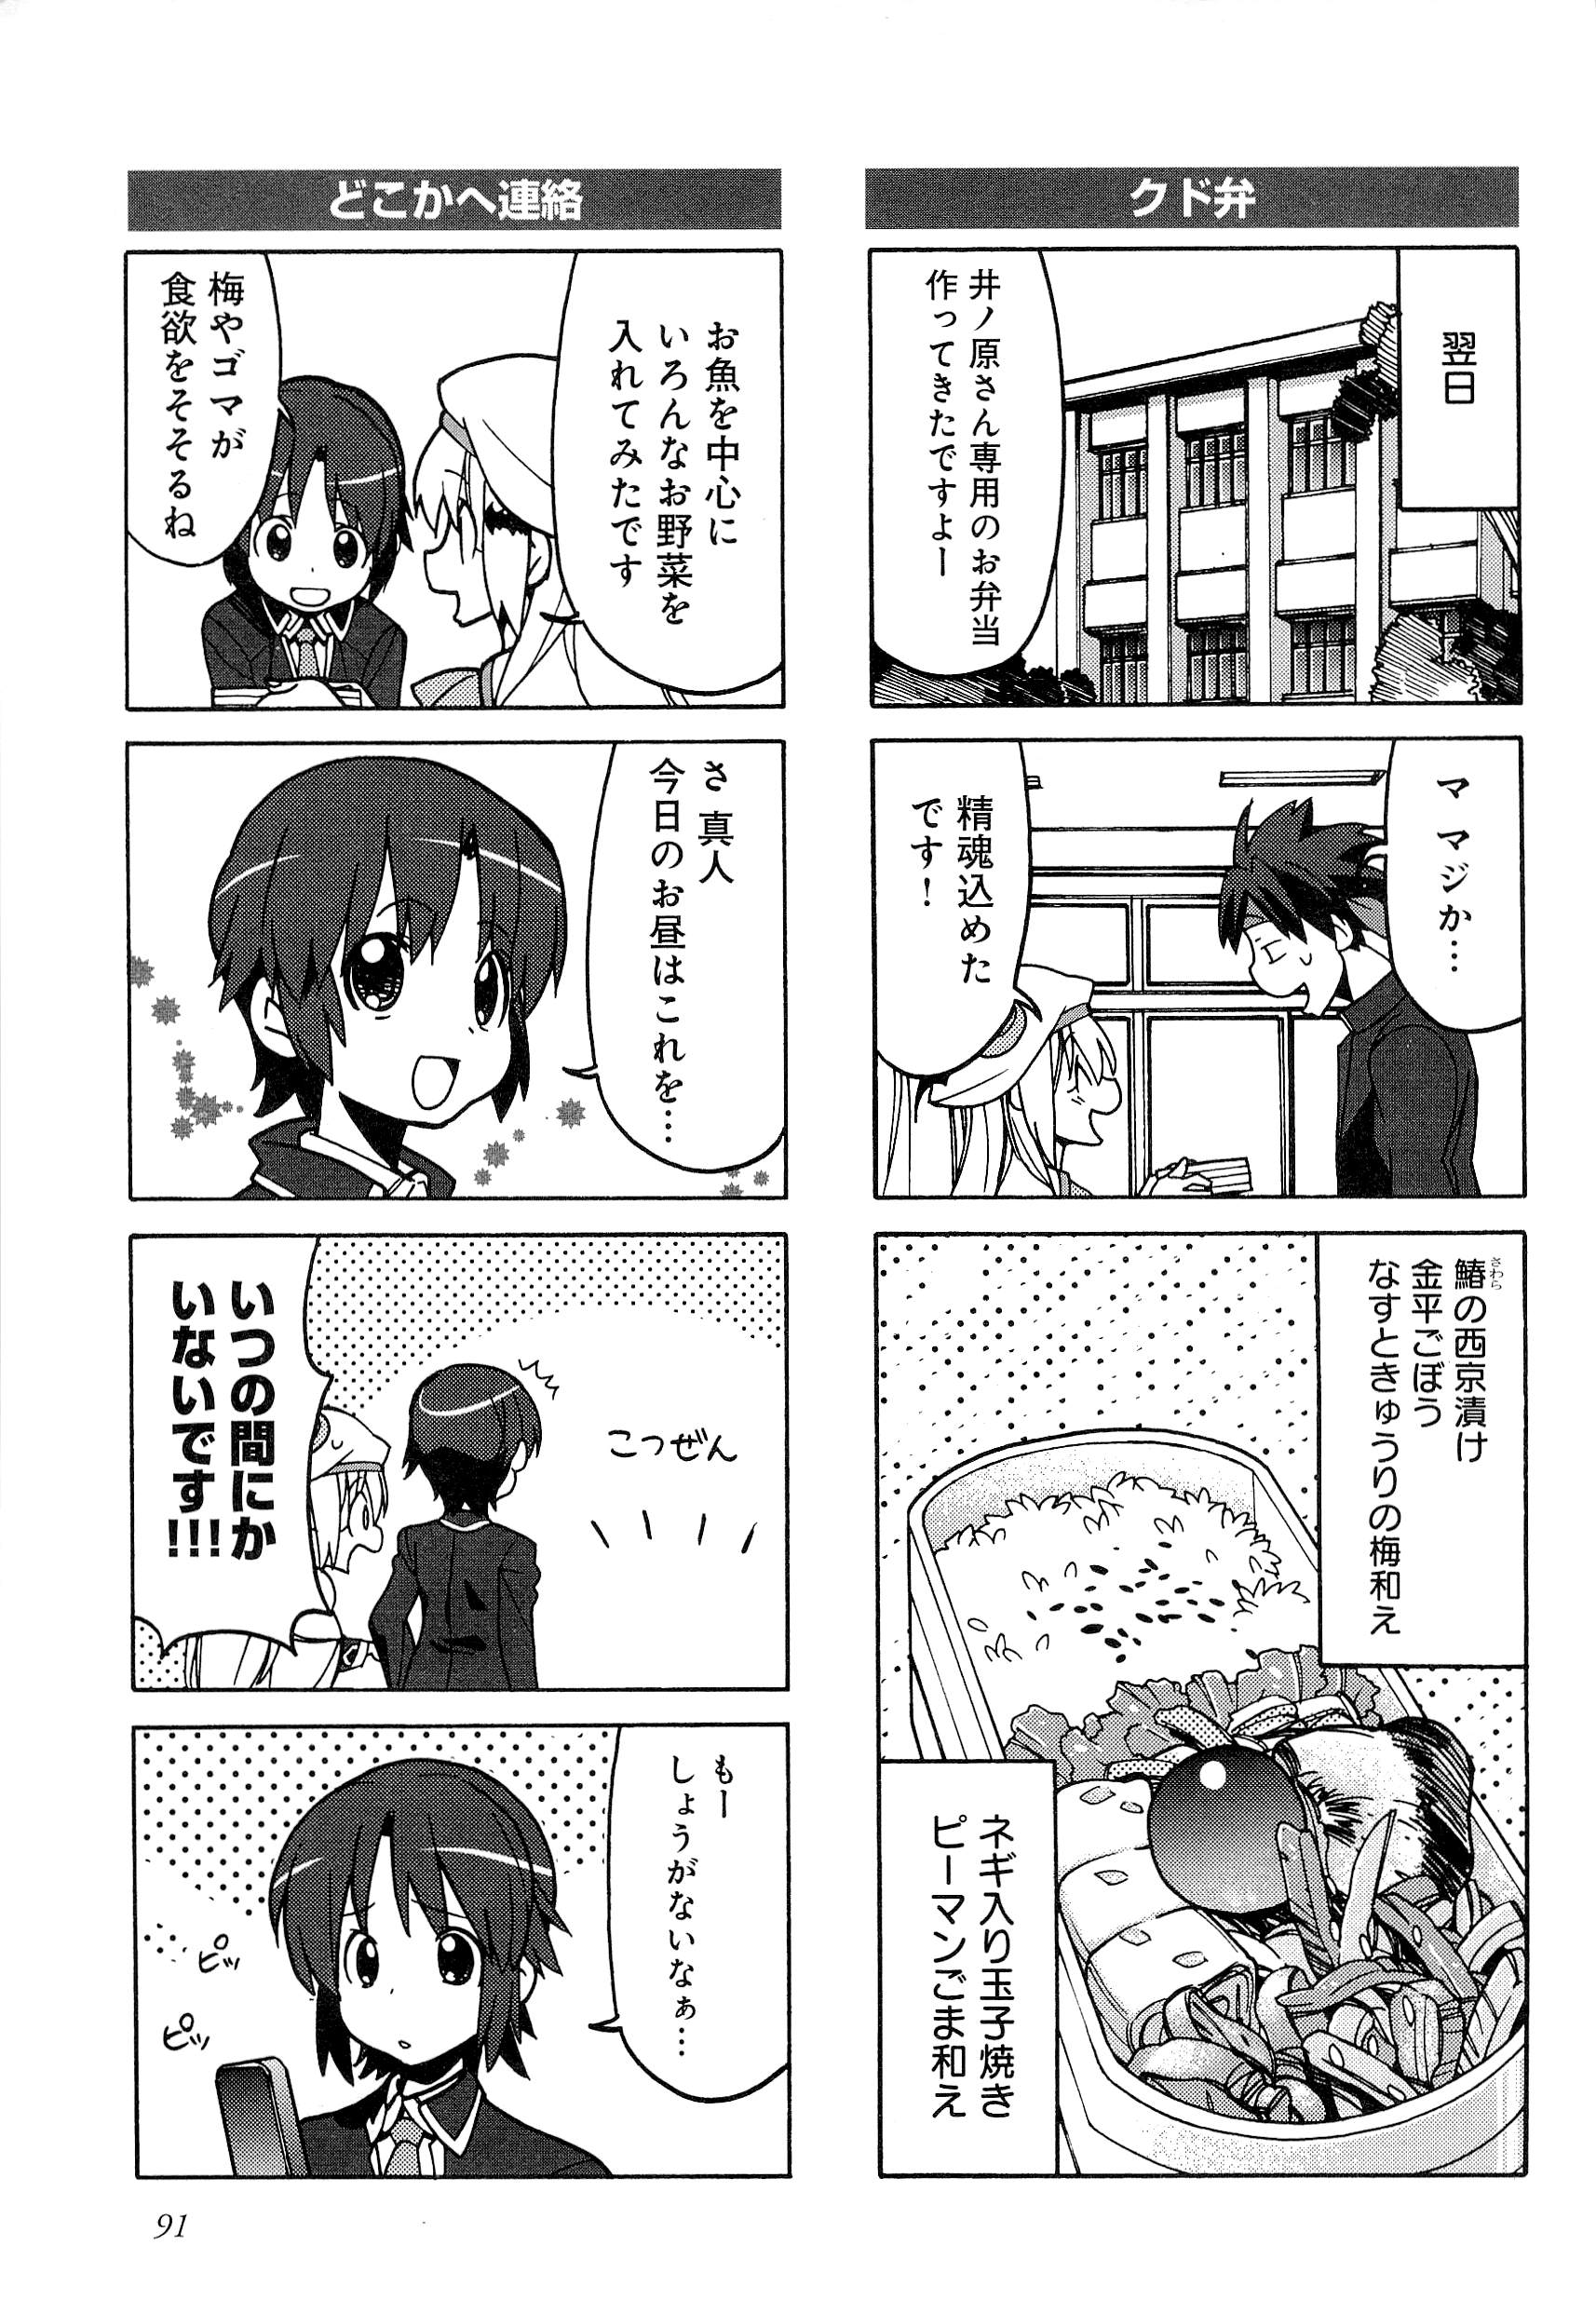 クド弁
翌日
井ノ原さん専用のお弁当
作ってきたですよー
マ マジか…
精魂込めた
です！
鰆の西京漬け
さわら
金平ごぼう
なすときゅうりの梅和え
ネギ入り玉子焼き
ピーマンごま和え
どこかへ連絡
お魚を中心に
いろんなお野菜を
入れてみたです
梅やゴマが
食欲をそそるね
さ 真人
今日のお昼はこれを…
こつぜん
いつの間にか
いないです!!!
もー
しょうがないなぁ…
ピッ
ピッ
91